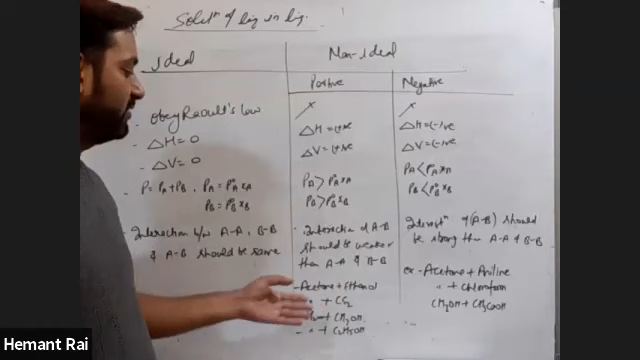 Solutⁿ of liq in liq.
Ideal
Non-ideal
Positive
Negative
- obey Raoult's law
- ΔH = 0
- ΔV = 0
- P = PA + PB, PA = P°A xA
PB = P°B xB
- Interaction b/w A-A, B-B
& A-B should be same
ΔH = (+)ve
ΔV = (+)ve
PA > P°A xA
PB > P°B xB
Interaction of A-B
should be weaker
than A-A & B-B
- Acetone + Ethanol
+ CS2
+ CH3OH
- " + C2H5OH
ΔH = (-)ve
ΔV = (-)ve
PA < P°A xA
PB < P°B xB
Interactⁿ of (A-B) should
be strong than A-A & B-B
ex - Acetone + Aniline
" + Chloroform
CH3OH + CH3COOH
Hemant Rai